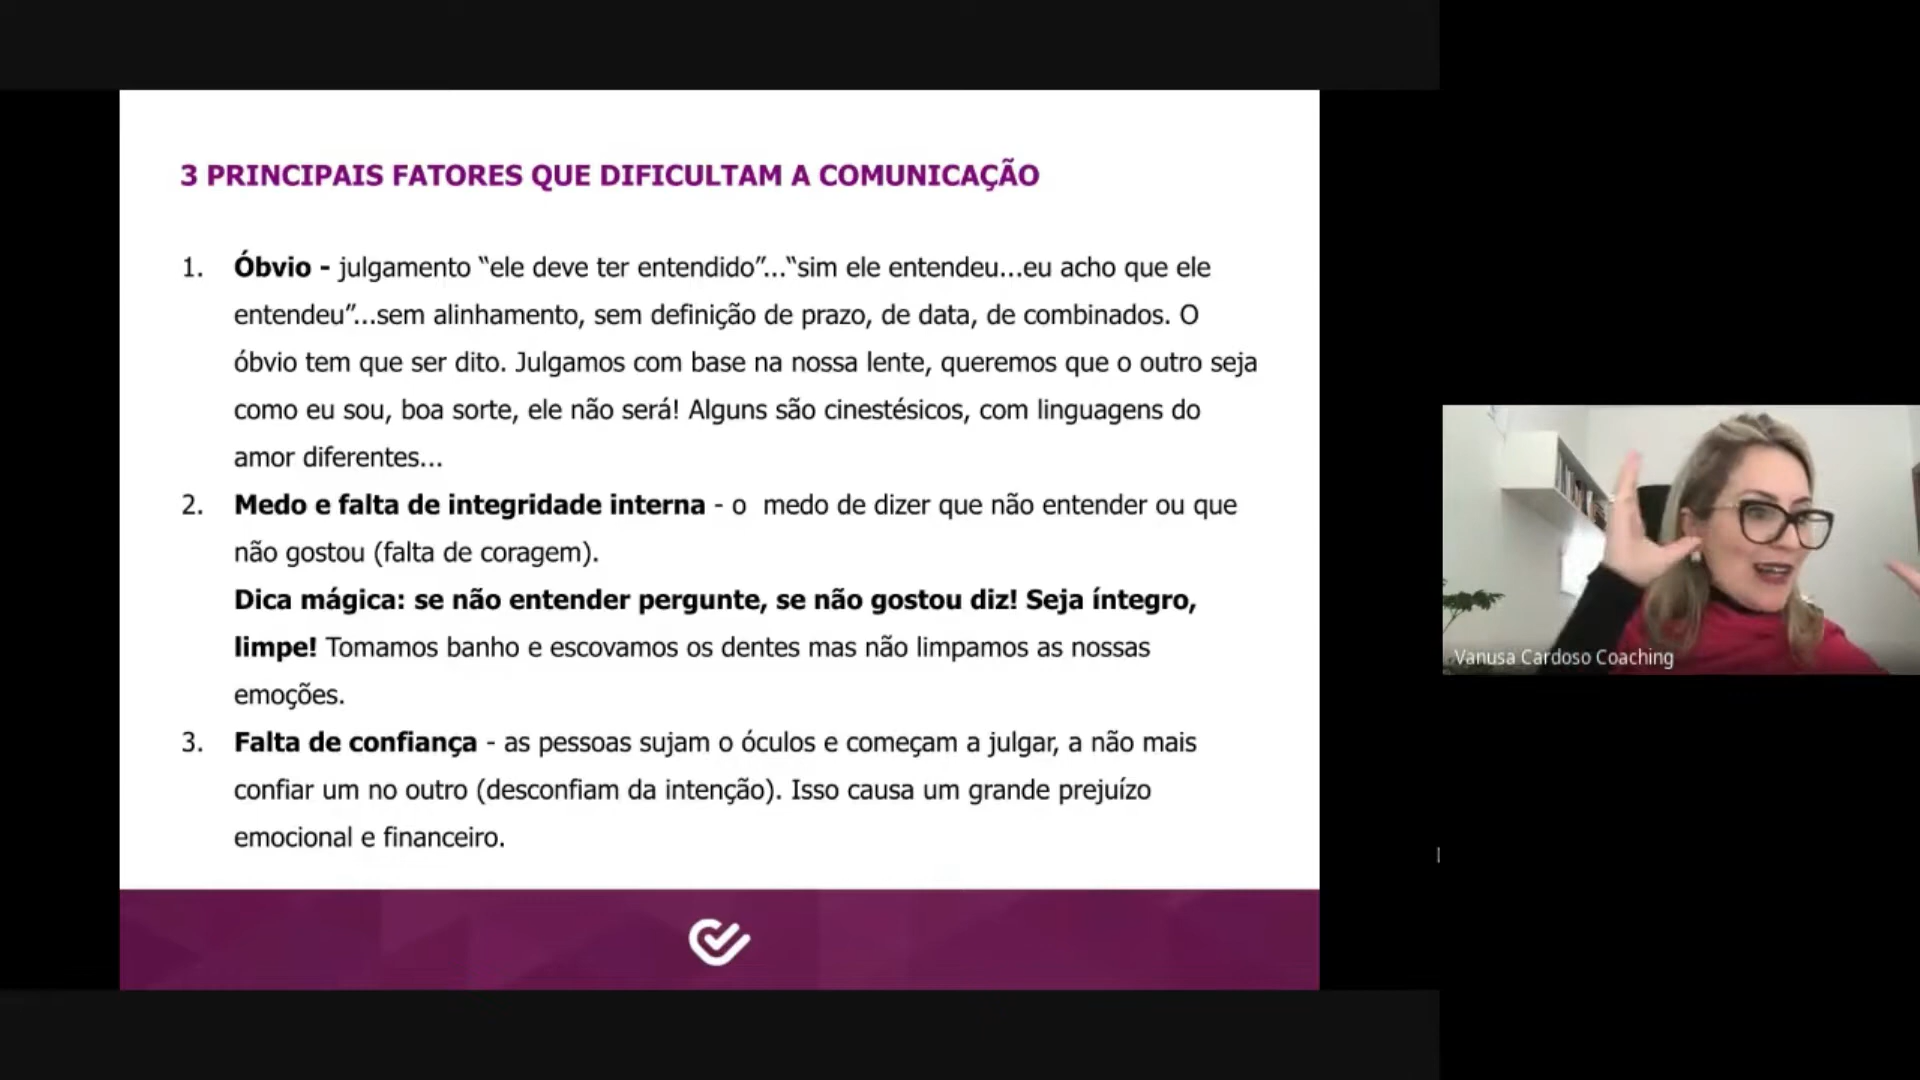 3 PRINCIPAIS FATORES QUE DIFICULTAM A COMUNICAÇÃO
1. Óbvio - julgamento “ele deve ter entendido”...“sim ele entendeu...eu acho que ele
entendeu”...sem alinhamento, sem definição de prazo, de data, de combinados. O
óbvio tem que ser dito. Julgamos com base na nossa lente, queremos que o outro seja
como eu sou, boa sorte, ele não será! Alguns são cinestésicos, com linguagens do
amor diferentes...
2. Medo e falta de integridade interna - o  medo de dizer que não entender ou que
não gostou (falta de coragem).
Dica mágica: se não entender pergunte, se não gostou diz! Seja íntegro,
limpe! Tomamos banho e escovamos os dentes mas não limpamos as nossas
emoções.
3. Falta de confiança - as pessoas sujam o óculos e começam a julgar, a não mais
confiar um no outro (desconfiam da intenção). Isso causa um grande prejuízo
emocional e financeiro.
Vanusa Cardoso Coaching